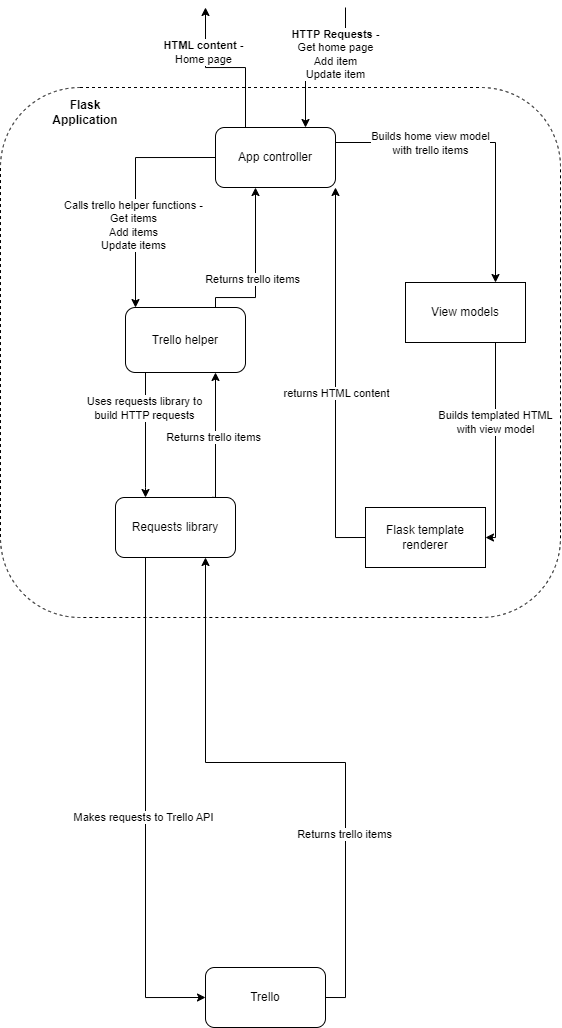 HTML content -
Home page
HTTP Requests -
Get home page
Add item
Update item
Flask
Application
App controller
Builds home view model
with trello items
Calls trello helper functions -
Get items
Add items
Update items
Returns trello items
View models
Trello helper
returns HTML content
Uses requests library to
build HTTP requests
Builds templated HTML
with view model
Returns trello items
Requests library
Flask template
renderer
Makes requests to Trello API
Returns trello items
Trello